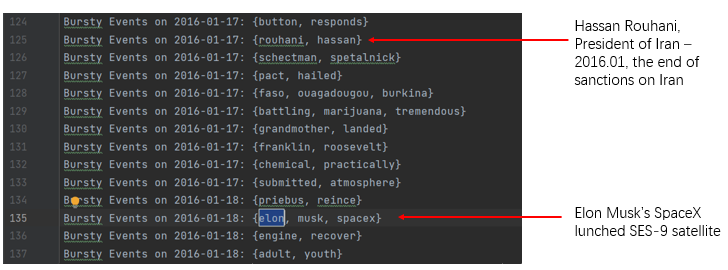 124 Bursty Events on 2016-01-17: {button, responds}
125 Bursty Events on 2016-01-17: {rouhani, hassan}
126 Bursty Events on 2016-01-17: {schectman, spetalnick}
127 Bursty Events on 2016-01-17: {pact, hailed}
128 Bursty Events on 2016-01-17: {faso, ouagadougou, burkina}
129 Bursty Events on 2016-01-17: {battling, marijuana, tremendous}
130 Bursty Events on 2016-01-17: {grandmother, landed}
131 Bursty Events on 2016-01-17: {franklin, roosevelt}
132 Bursty Events on 2016-01-17: {chemical, practically}
133 Bursty Events on 2016-01-17: {submitted, atmosphere}
134 Bursty Events on 2016-01-18: {priebus, reince}
135 Bursty Events on 2016-01-18: {elon, musk, spacex}
136 Bursty Events on 2016-01-18: {engine, recover}
137 Bursty Events on 2016-01-18: {adult, youth}
Hassan Rouhani,
President of Iran –
2016.01, the end of
sanctions on Iran
Elon Musk's SpaceX
lunched SES-9 satellite